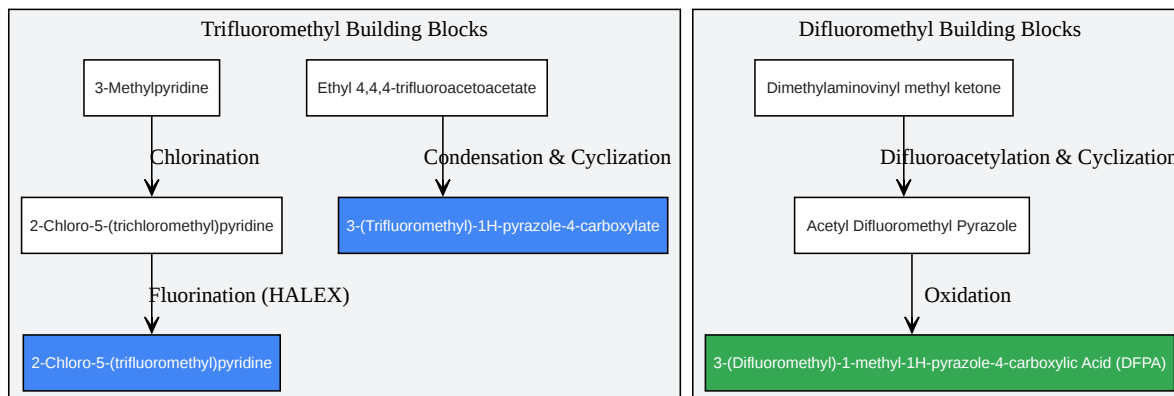 Trifluoromethyl Building Blocks
3-Methylpyridine
Ethyl 4,4,4-trifluoroacetoacetate
Chlorination
Condensation & Cyclization
2-Chloro-5-(trichloromethyl)pyridine
3-(Trifluoromethyl)-1H-pyrazole-4-carboxylate
Fluorination (HALEX)
2-Chloro-5-(trifluoromethyl)pyridine
Difluoromethyl Building Blocks
Dimethylaminovinyl methyl ketone
Difluoroacetylation & Cyclization
Acetyl Difluoromethyl Pyrazole
Oxidation
3-(Difluoromethyl)-1-methyl-1H-pyrazole-4-carboxylic Acid (DFPA)